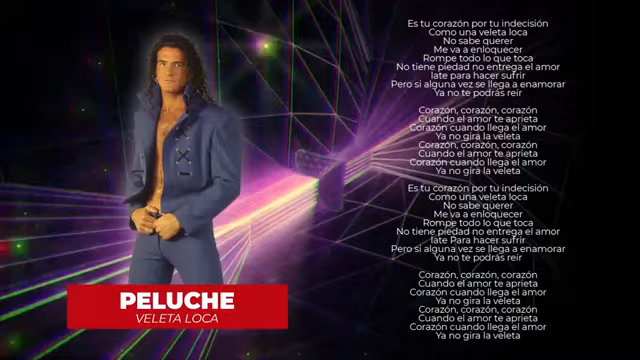 PELUCHE
VELETA LOCA
Es tu corazón por tu indecisión
Como una veleta loca
No sabe querer
Me va a enloquecer
Rompe todo lo que toca
No tiene piedad no entrega el amor
late para hacer sufrir
Pero si alguna vez se llega a enamorar
Ya no te podrás reír
Corazón, corazón, corazón
Cuando el amor te aprieta
Corazón cuando llega el amor
Ya no gira la veleta
Corazón, corazón, corazón
Cuando el amor te aprieta
Corazón cuando llega el amor
Ya no gira la veleta
Es tu corazón por tu indecisión
Como una veleta loca
No sabe querer
Me va a enloquecer
Rompe todo lo que toca
No tiene piedad no entrega el amor
late Para hacer sufrir
Pero si alguna vez se llega a enamorar
Ya no te podrás reír
Corazón, corazón, corazón
Cuando el amor te aprieta
Corazón cuando llega el amor
Ya no gira la veleta
Corazón, corazón, corazón
Cuando el amor te aprieta
Corazón cuando llega el amor
Ya no gira la veleta